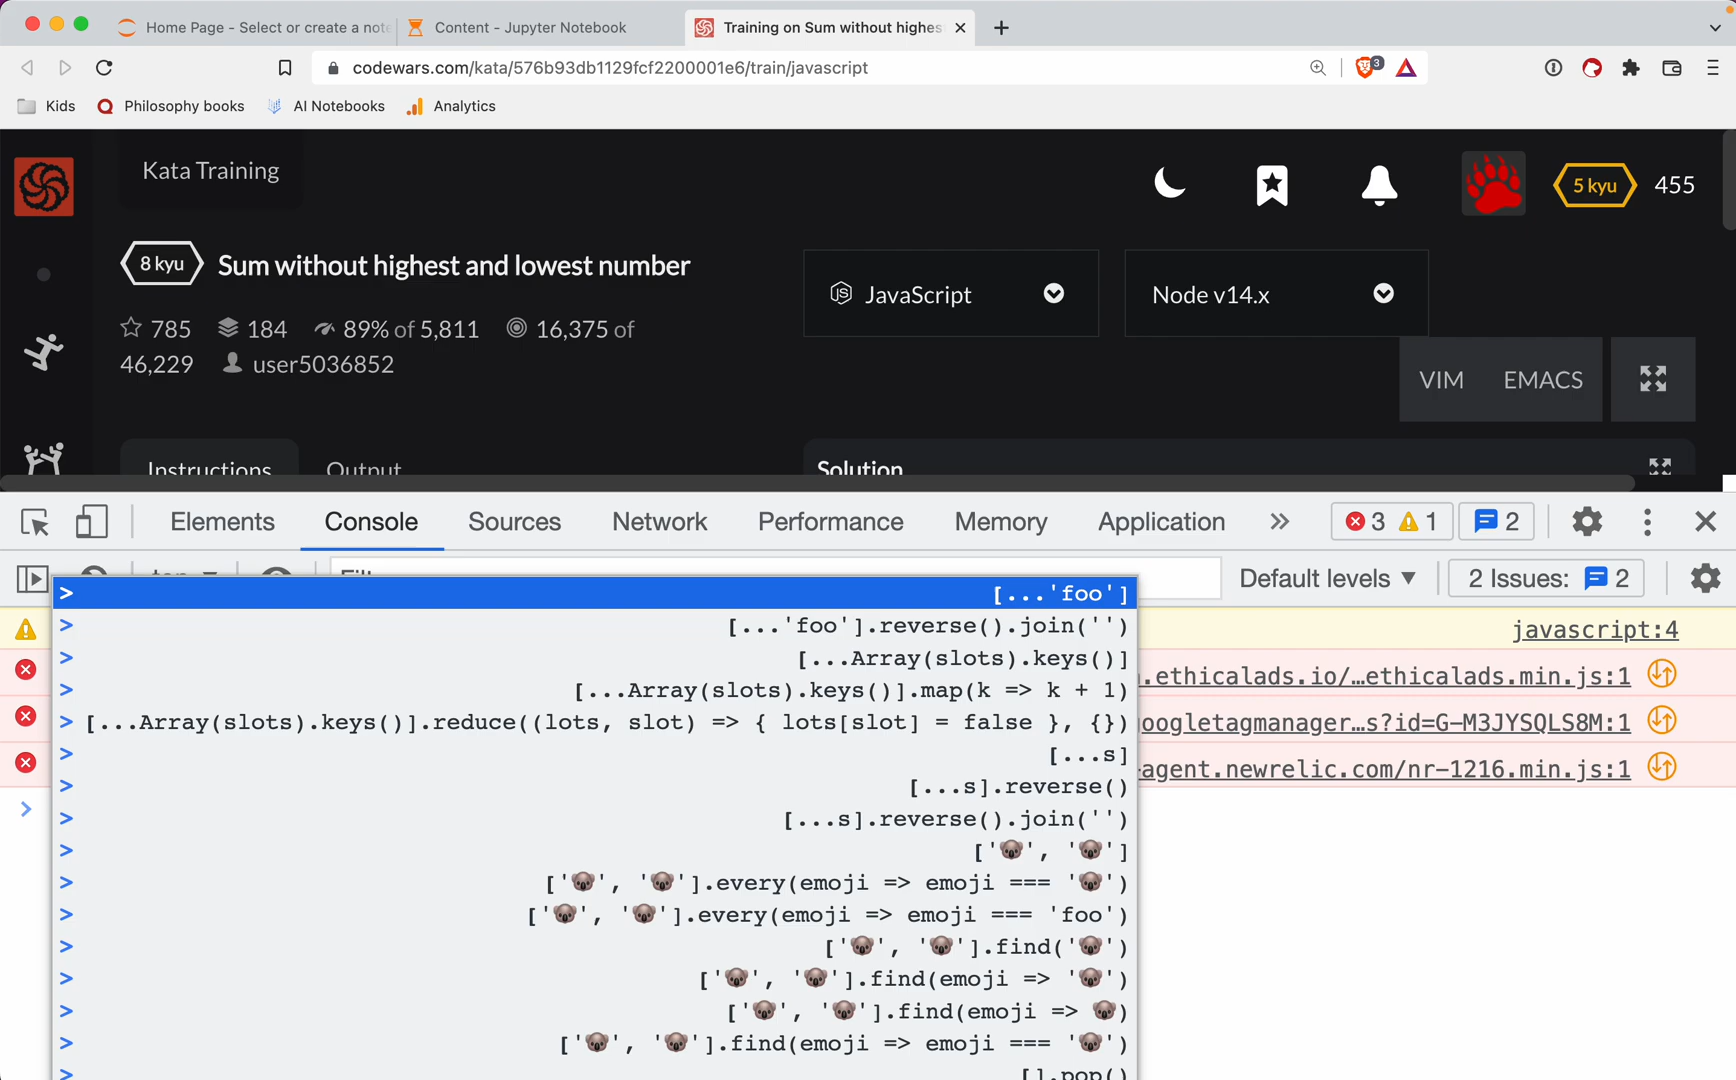 Home Page - Select or create a note
Content - Jupyter Notebook
Training on Sum without highes
codewars.com/kata/576b93db1129fcf2200001e6/train/javascript
3
Kids
Philosophy books
AI Notebooks
Analytics
Kata Training
5 kyu
455
8 kyu
Sum without highest and lowest number
JS JavaScript
Node v14.x
785 184 89% of 5,811 16,375 of
46,229 user5036852
VIM
EMACS
Instructions
Output
Solution
Elements
Console
Sources
Network
Performance
Memory
Application
»
3
1
2
Default levels ▼
2 Issues: 2
> [...'foo']
> [...'foo'].reverse().join('')
javascript:4
> [...Array(slots).keys()]
.ethicalads.io/…ethicalads.min.js:1
> [...Array(slots).keys()].map(k => k + 1)
> [...Array(slots).keys()].reduce((lots, slot) => { lots[slot] = false }, {})
oogletagmanager…s?id=G-M3JYSQLS8M:1
> [...s]
agent.newrelic.com/nr-1216.min.js:1
> [...s].reverse()
> [...s].reverse().join('')
> ['🐨', '🐨']
> ['🐨', '🐨'].every(emoji => emoji === '🐨')
> ['🐨', '🐨'].every(emoji => emoji === 'foo')
> ['🐨', '🐨'].find('🐨')
> ['🐨', '🐨'].find(emoji => '🐨')
> ['🐨', '🐨'].find(emoji => 🐨)
> ['🐨', '🐨'].find(emoji => emoji === '🐨')
> [].pop()